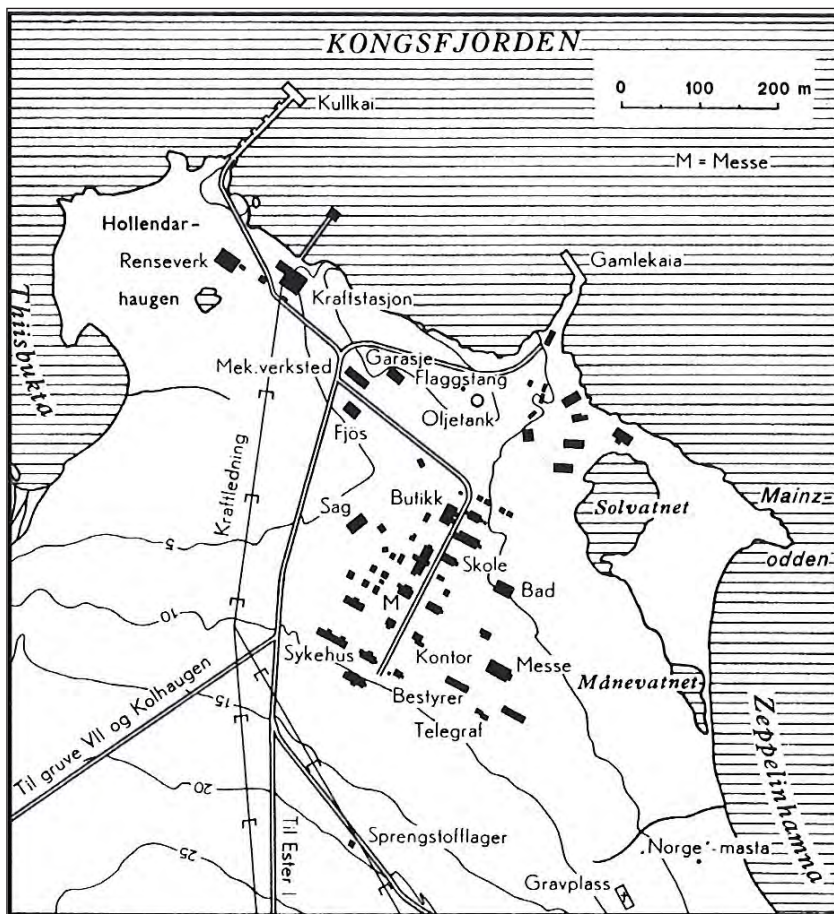 KONGSFJORDEN
0 100 200 m
M = Messe
Kullkai
Hollendar-
haugen
Renseverk
Gamlekaia
Kraftstasjon
Thiisbukta
Garasje
Mek.verksted
Flaggstang
Oljetank
Fjös
Kraftledning
Butikk
Sag
Solvatnet
Mainz-
odden
Skole
5
Bad
M
10
Sykehus
Kontor
Messe
Månevatnet
Bestyrer
15
Telegraf
Til gruve VII og Kolhaugen
Zeppelinhamna
20
Til Ester I
Sprengstofflager
25
"Norge"-masta
Gravplass